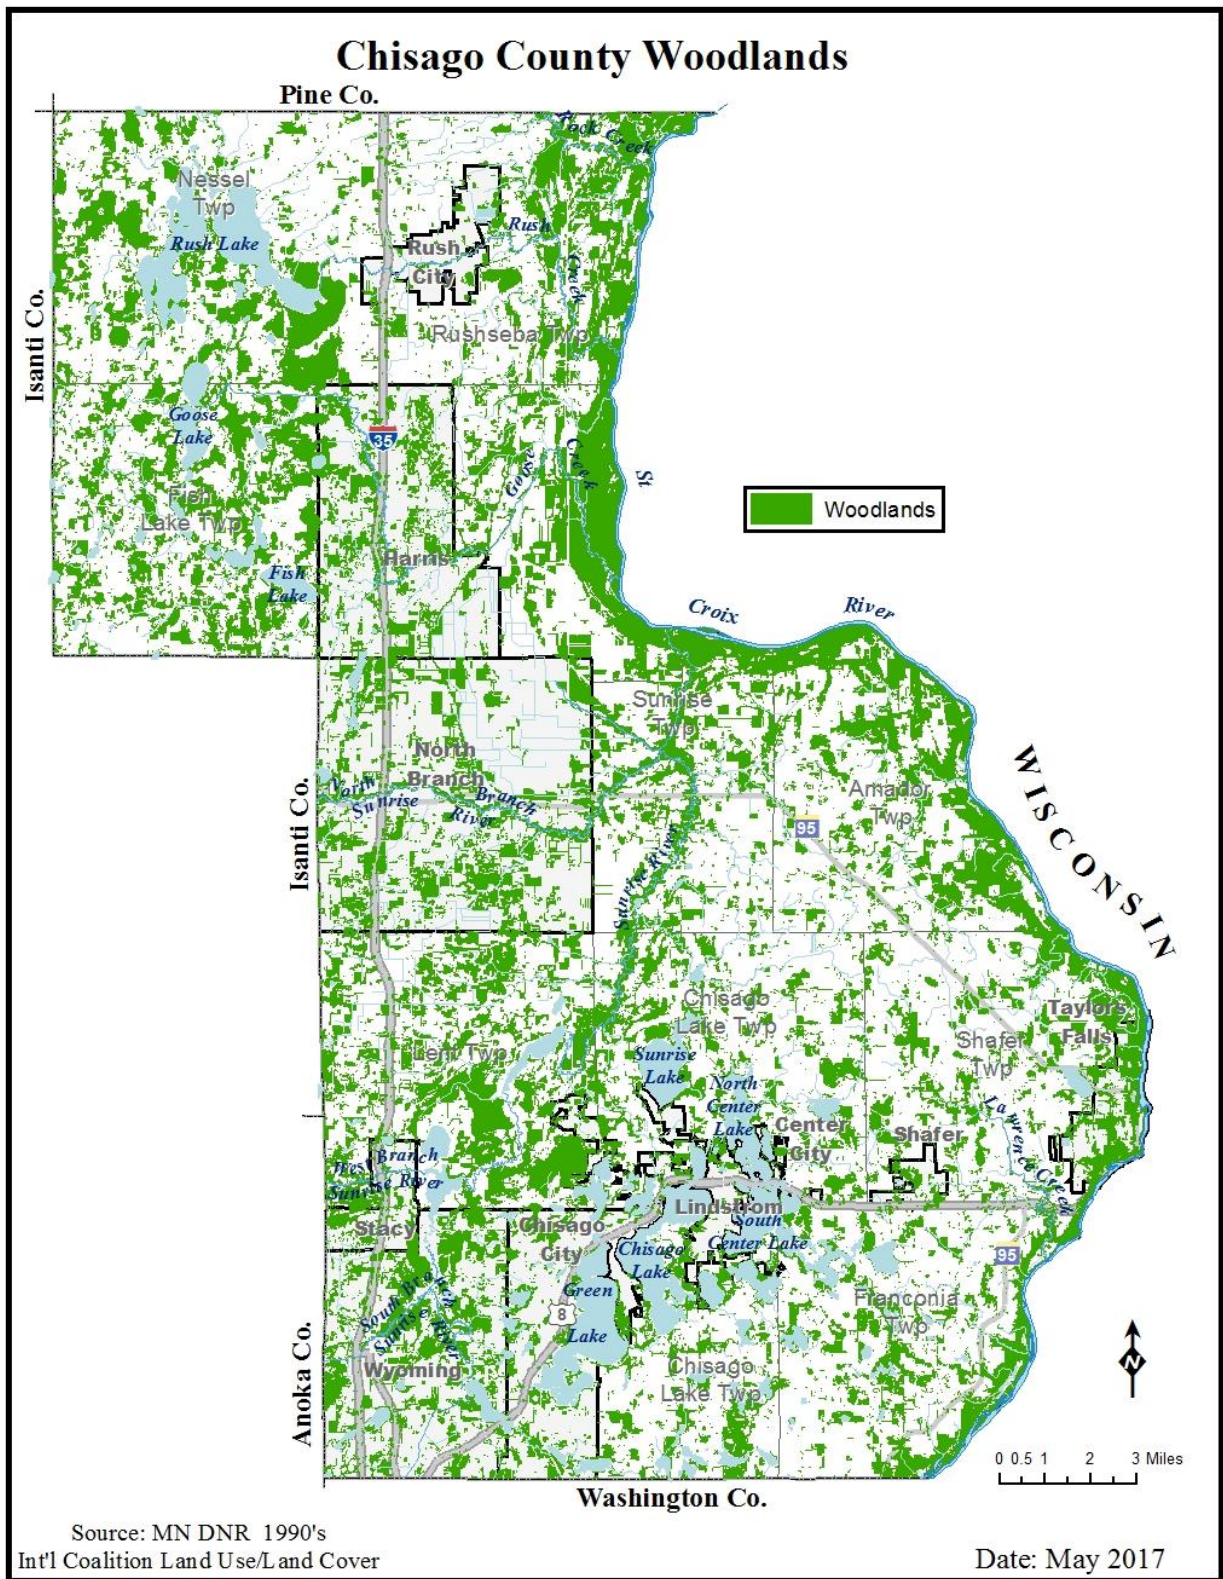 Chisago County Woodlands
Pine Co.
Rock Creek
Nessel
Twp
Rush Lake
Rush
Creek
Rush
City
Rushseba Twp
Isanti Co.
Goose
Lake
35
Goose
Creek
St
Woodlands
Fish
Lake Twp
Harris
Fish
Lake
Croix
River
Sunrise
Twp
North
Branch
North
Branch
Sunrise
River
Isanti Co.
Amador
Twp
95
WISCONSIN
Sunrise River
Chisago
Lake Twp
Taylors
Falls
Shafer
Twp
Lent Twp
Sunrise
Lake
North
Center
Lake
Center
City
Shafer
Lawrence Creek
West Branch
Sunrise River
Stacy
Chisago
City
Lindstrom
South
Center Lake
Chisago
Lake
95
South Branch
Sunrise River
Green
Lake
8
Franconia
Twp
Wyoming
Chisago
Lake Twp
Anoka Co.
N
0 0.5 1 2 3 Miles
Washington Co.
Source: MN DNR 1990's
Int'l Coalition Land Use/Land Cover
Date: May 2017